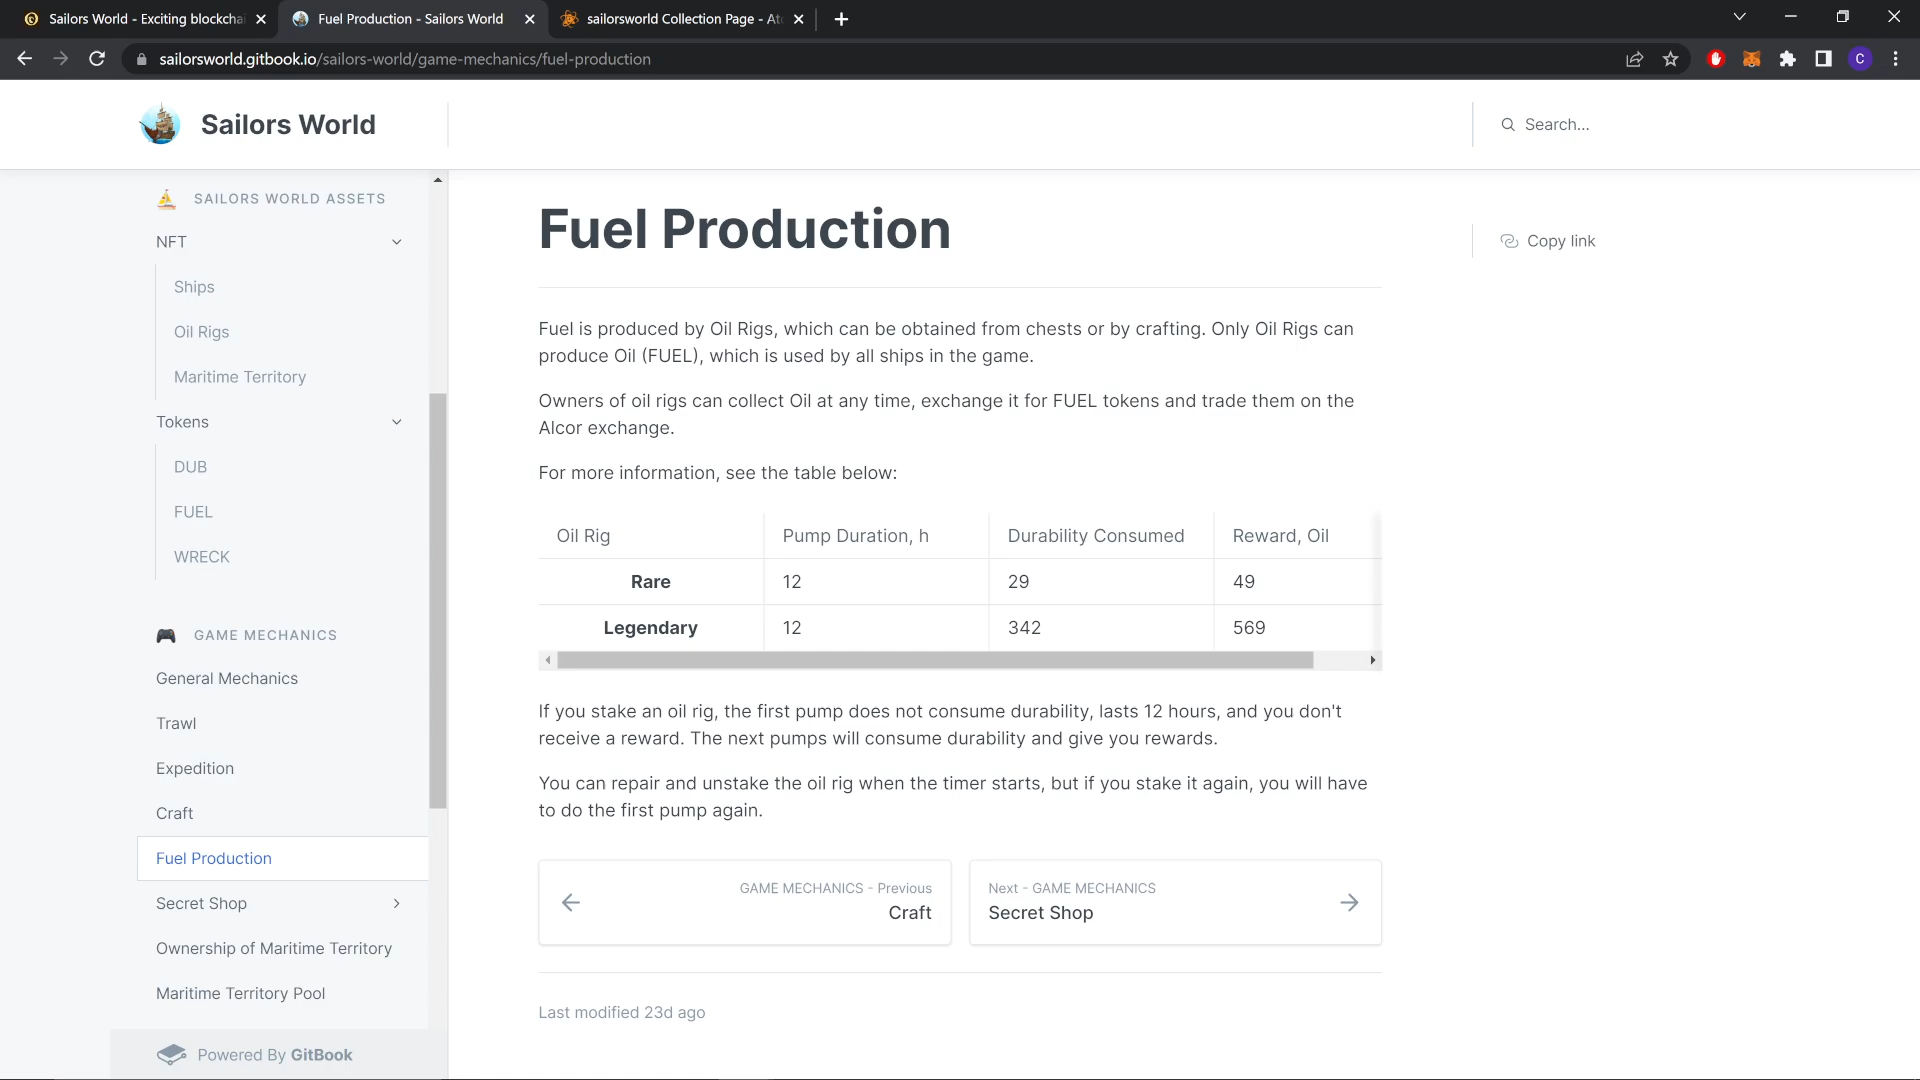 Sailors World - Exciting blockcha
Fuel Production - Sailors World
sailorsworld Collection Page - At
sailorsworld.gitbook.io/sailors-world/game-mechanics/fuel-production
C
Sailors World
Search...
SAILORS WORLD ASSETS
NFT
Ships
Oil Rigs
Maritime Territory
Tokens
DUB
FUEL
WRECK
GAME MECHANICS
General Mechanics
Trawl
Expedition
Craft
Fuel Production
Secret Shop
Ownership of Maritime Territory
Maritime Territory Pool
Powered By GitBook
Fuel Production
Copy link
Fuel is produced by Oil Rigs, which can be obtained from chests or by crafting. Only Oil Rigs can
produce Oil (FUEL), which is used by all ships in the game.
Owners of oil rigs can collect Oil at any time, exchange it for FUEL tokens and trade them on the
Alcor exchange.
For more information, see the table below:
Oil Rig Pump Duration, h Durability Consumed Reward, Oil
Rare 12 29 49
Legendary 12 342 569
If you stake an oil rig, the first pump does not consume durability, lasts 12 hours, and you don't
receive a reward. The next pumps will consume durability and give you rewards.
You can repair and unstake the oil rig when the timer starts, but if you stake it again, you will have
to do the first pump again.
GAME MECHANICS - Previous
Craft
Next - GAME MECHANICS
Secret Shop
Last modified 23d ago